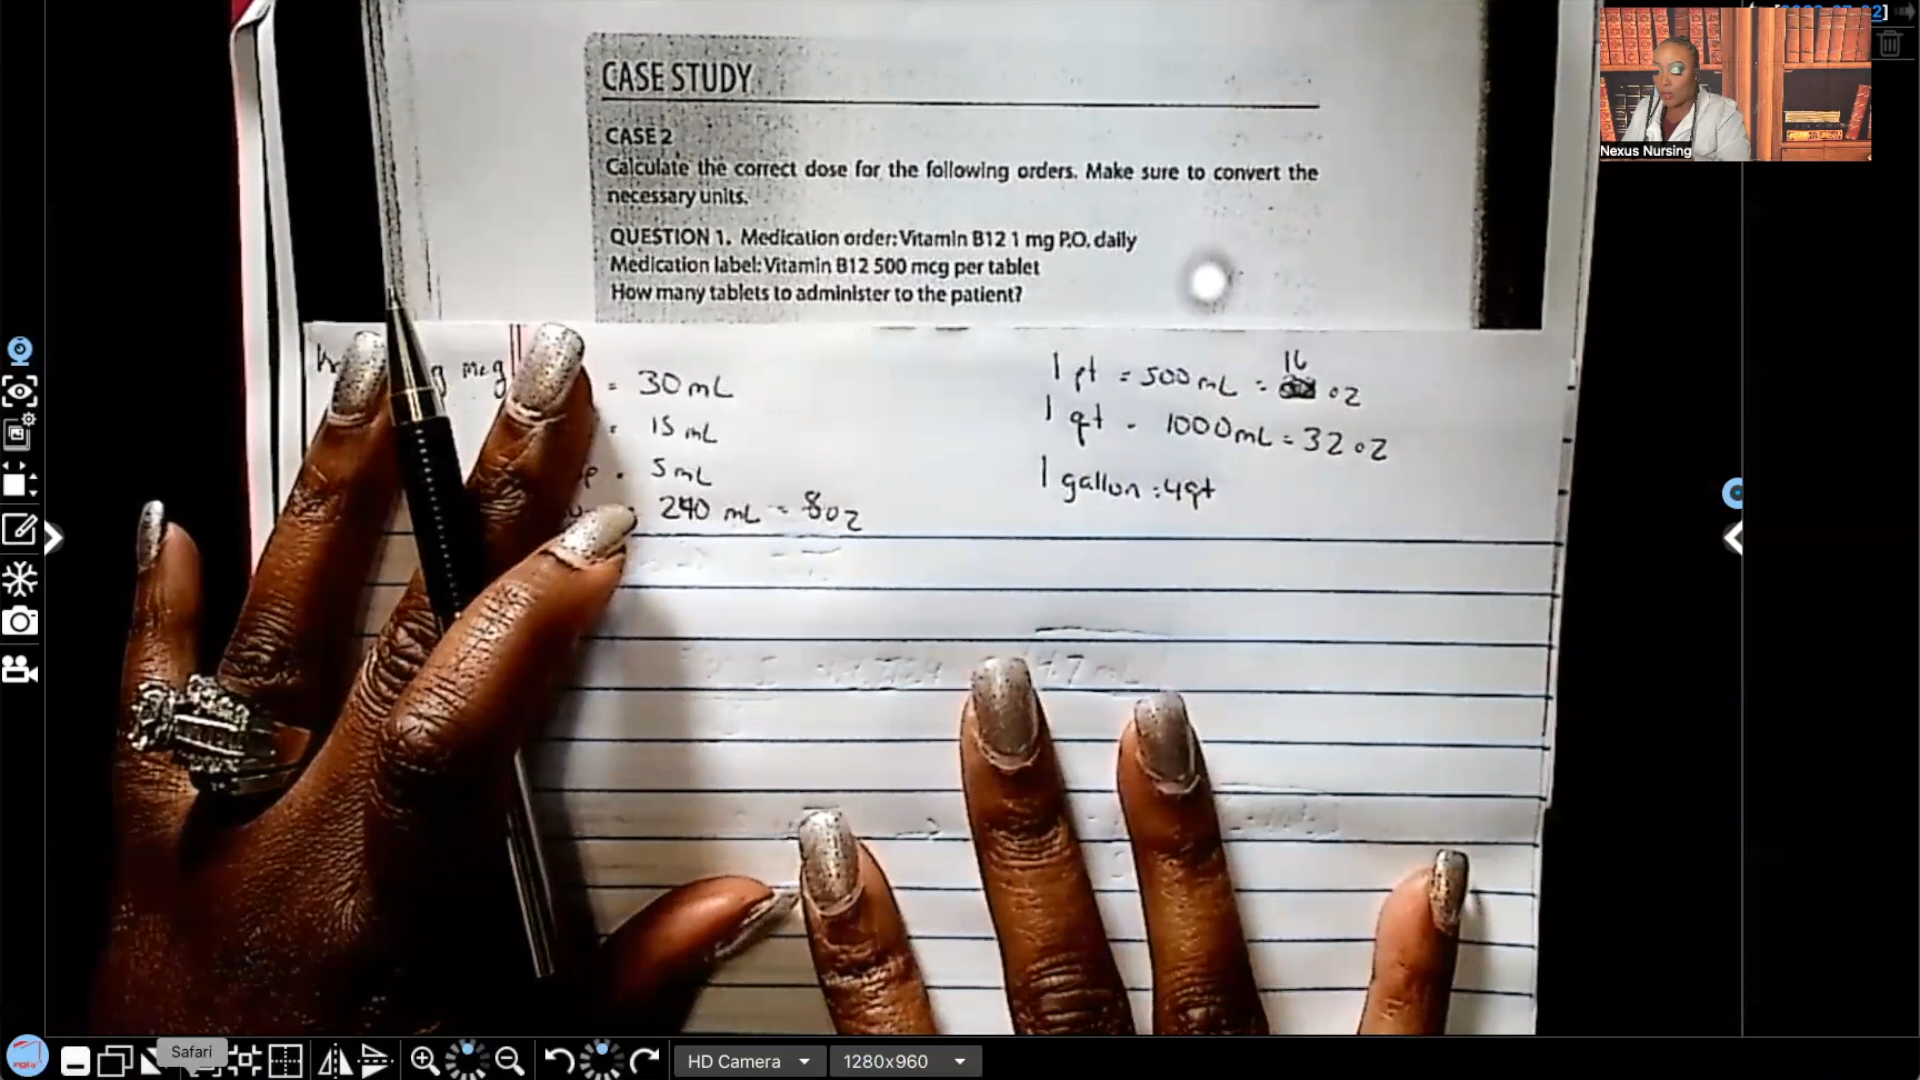 2]
Nexus Nursing
CASE STUDY
CASE 2
Calculate the correct dose for the following orders. Make sure to convert the
necessary units.
QUESTION 1. Medication order: Vitamin B12 1 mg P.O. daily
Medication label: Vitamin B12 500 mcg per tablet
How many tablets to administer to the patient?
g mcg = 30 mL
= 15 mL
p = 5 mL
= 240 mL = 8 oz
1 pt = 500 mL = 16 oz
1 qt - 1000 mL = 32 oz
1 gallon = 4 qt
Safari
HD Camera
1280x960